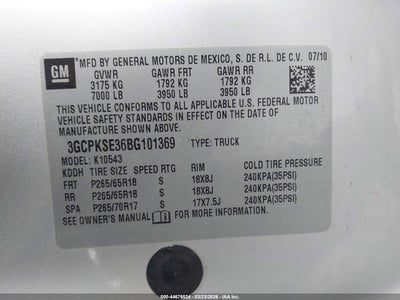 GM MFD BY GENERAL MOTORS DE MEXICO, S. DE R.L. DE C.V. 07/10
GVWR GAWR FRT GAWR RR
3175 KG 1792 KG 1792 KG
7000 LB 3950 LB 3950 LB
THIS VEHICLE CONFORMS TO ALL APPLICABLE U.S. FEDERAL MOTOR
VEHICLE SAFETY STANDARDS IN EFFECT ON THE DATE OF
MANUFACTURE SHOWN ABOVE.
3GCPKSE36BG101369 TYPE: TRUCK
MODEL: K10543
KDDH TIRE SIZE SPEED RTG RIM COLD TIRE PRESSURE
FRT P265/65R18 S 18X8J 240KPA(35PSI)
RR P265/65R18 S 18X8J 240KPA(35PSI)
SPA P265/70R17 S 17X7.5J 240KPA(35PSI)
SEE OWNER'S MANUAL FOR ADDITIONAL INFORMATION.